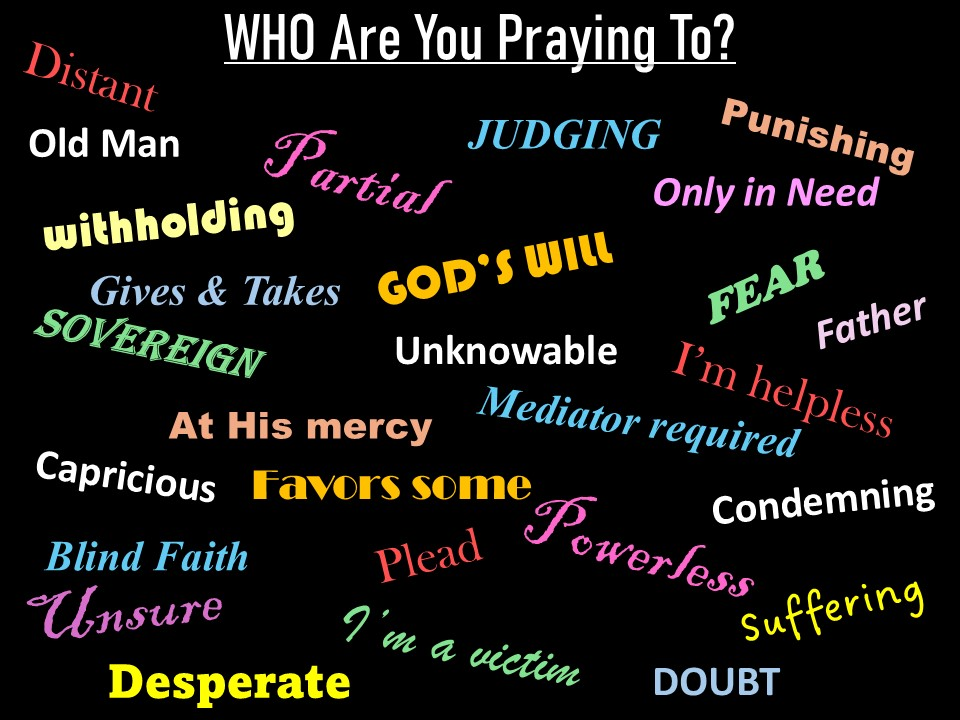 WHO Are You Praying To?
Distant
Old Man
Partial
JUDGING
Punishing
Only in Need
withholding
GOD'S WILL
Gives & Takes
FEAR
Father
SOVEREIGN
Unknowable
I'm helpless
At His mercy
Mediator required
Capricious
Favors some
Powerless
Condemning
Blind Faith
Plead
Unsure
I'm a victim
Suffering
Desperate
DOUBT